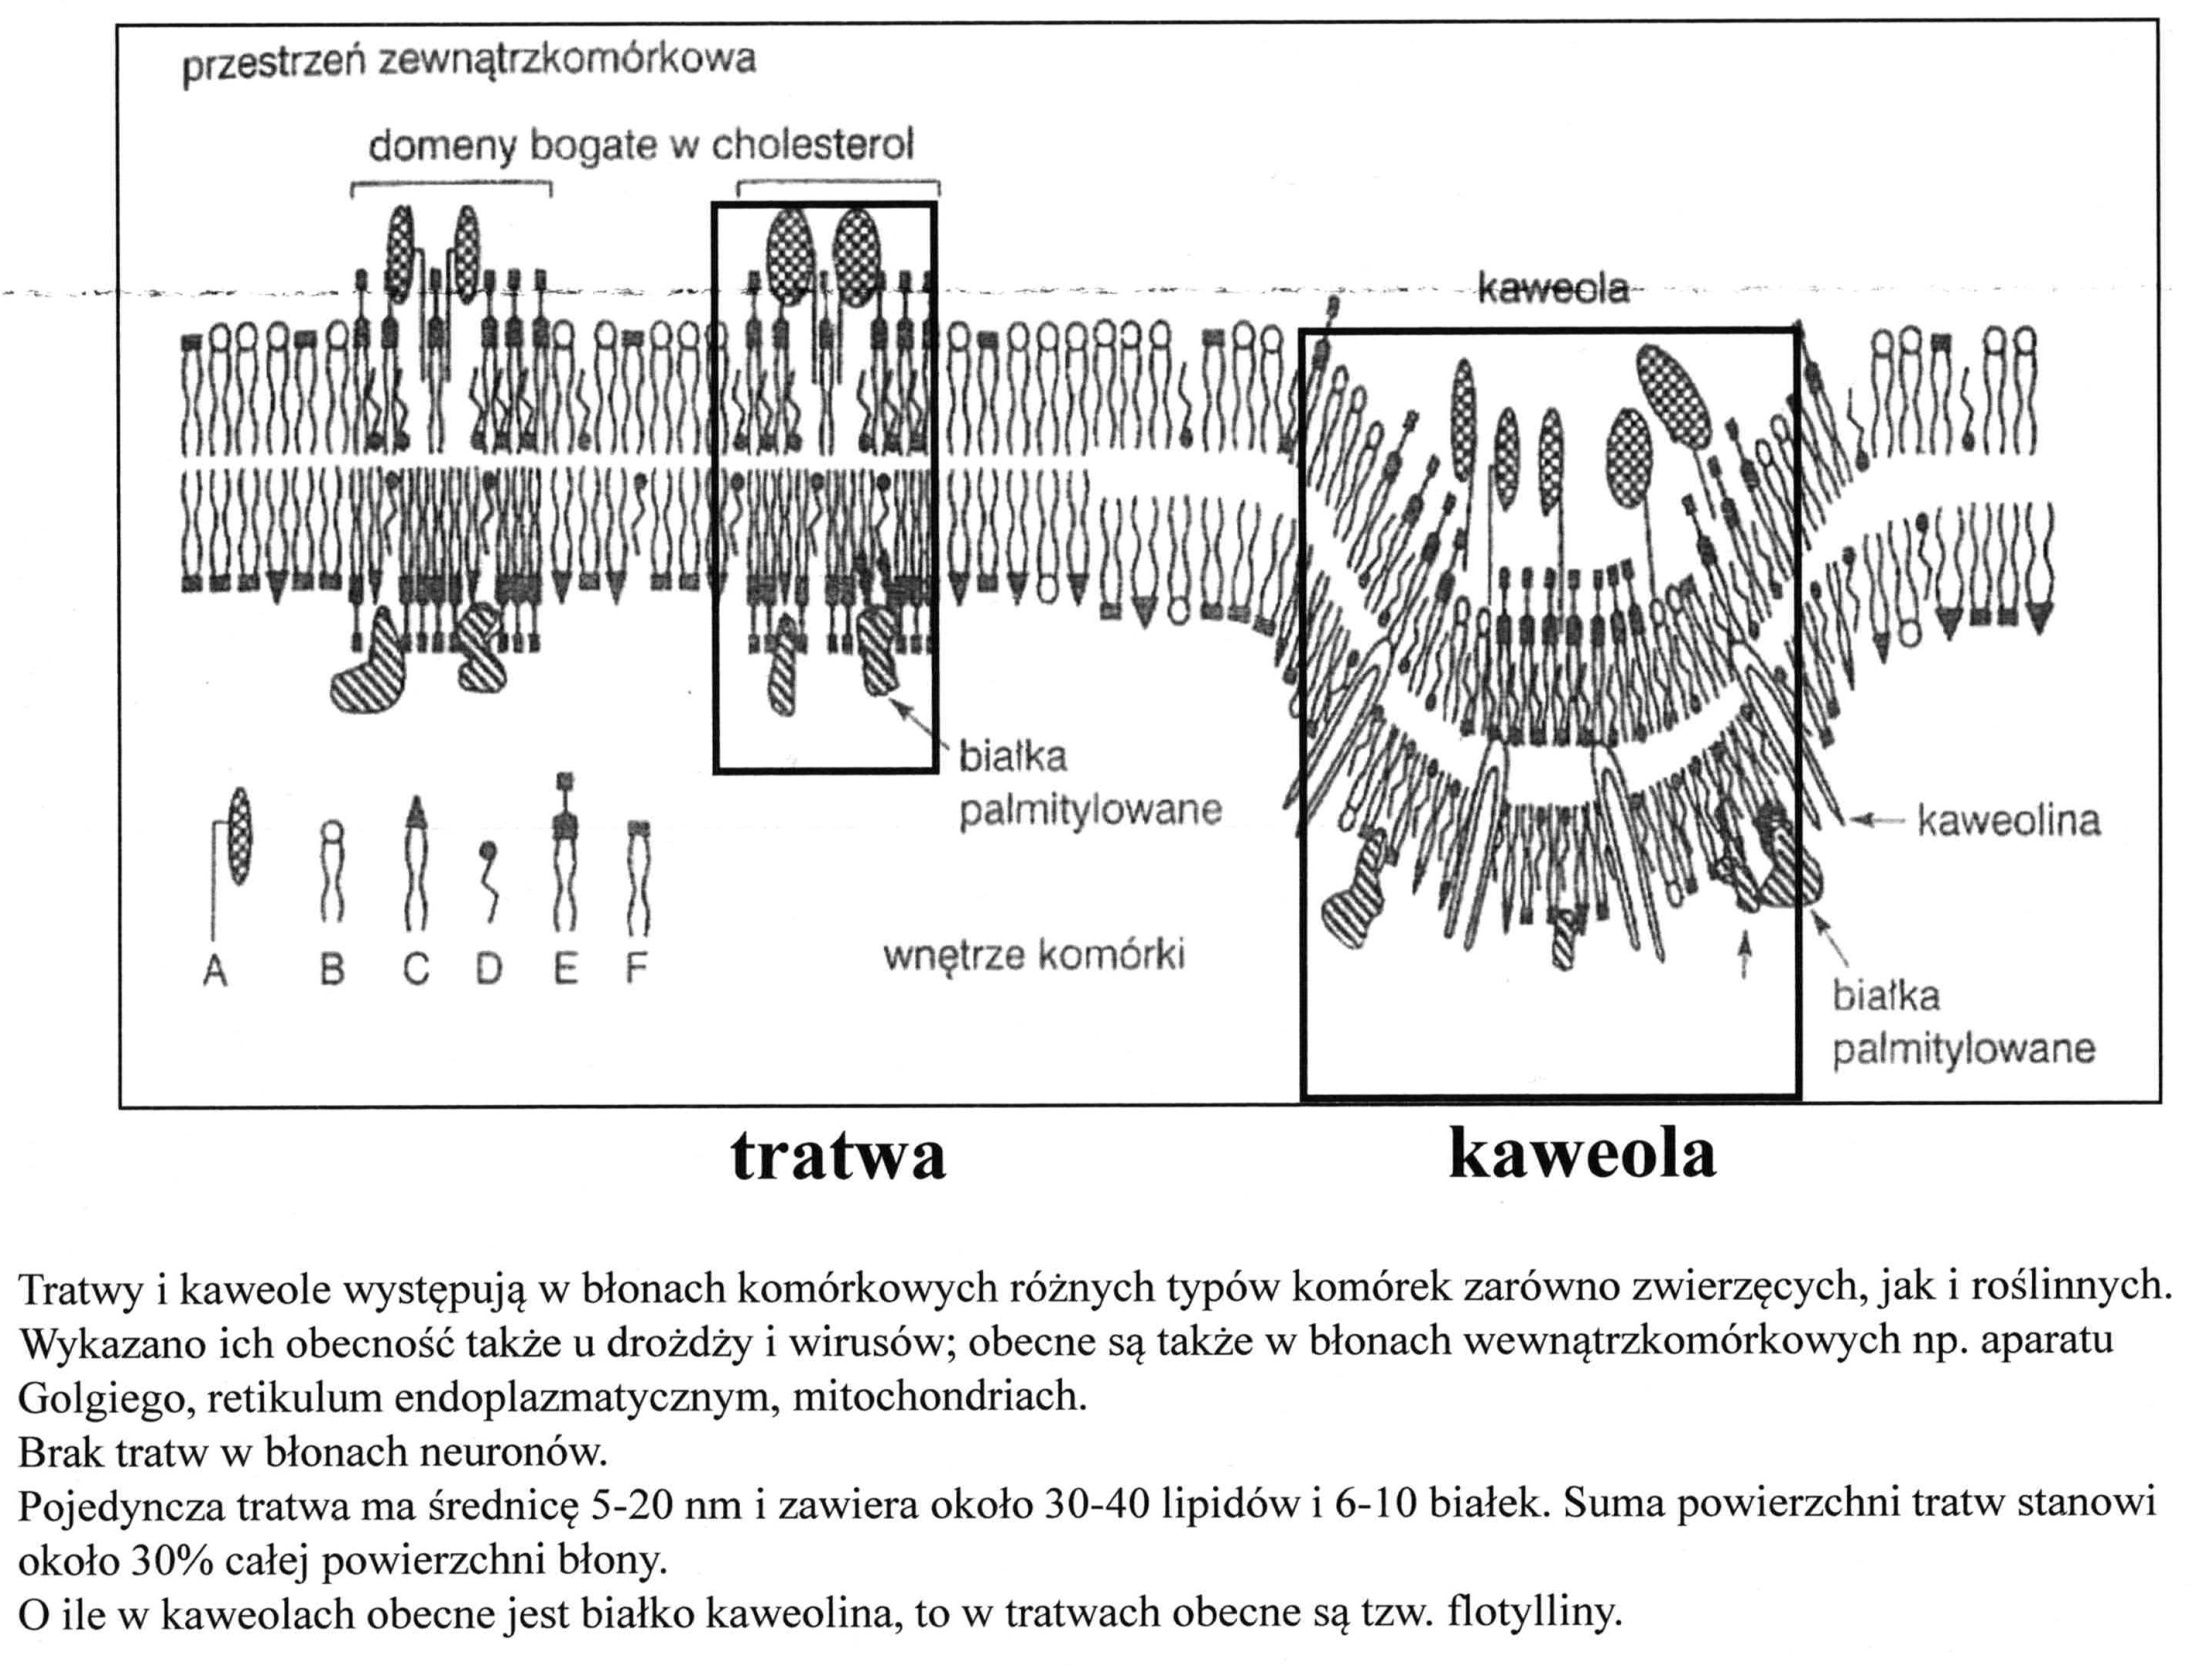 przestrzeń zewnątrzkomórkowa
domeny bogate w cholesterol
kaweola
białka
palmitylowane
kaweolina
A B C D E F
wnętrze komórki
białka
palmitylowane
tratwa kaweola
Tratwy i kaweole występują w błonach komórkowych różnych typów komórek zarówno zwierzęcych, jak i roślinnych.
Wykazano ich obecność także u drożdży i wirusów; obecne są także w błonach wewnątrzkomórkowych np. aparatu
Golgiego, retikulum endoplazmatycznym, mitochondriach.
Brak tratw w błonach neuronów.
Pojedyncza tratwa ma średnicę 5-20 nm i zawiera około 30-40 lipidów i 6-10 białek. Suma powierzchni tratw stanowi
około 30% całej powierzchni błony.
O ile w kaweolach obecne jest białko kaweolina, to w tratwach obecne są tzw. flotylliny.